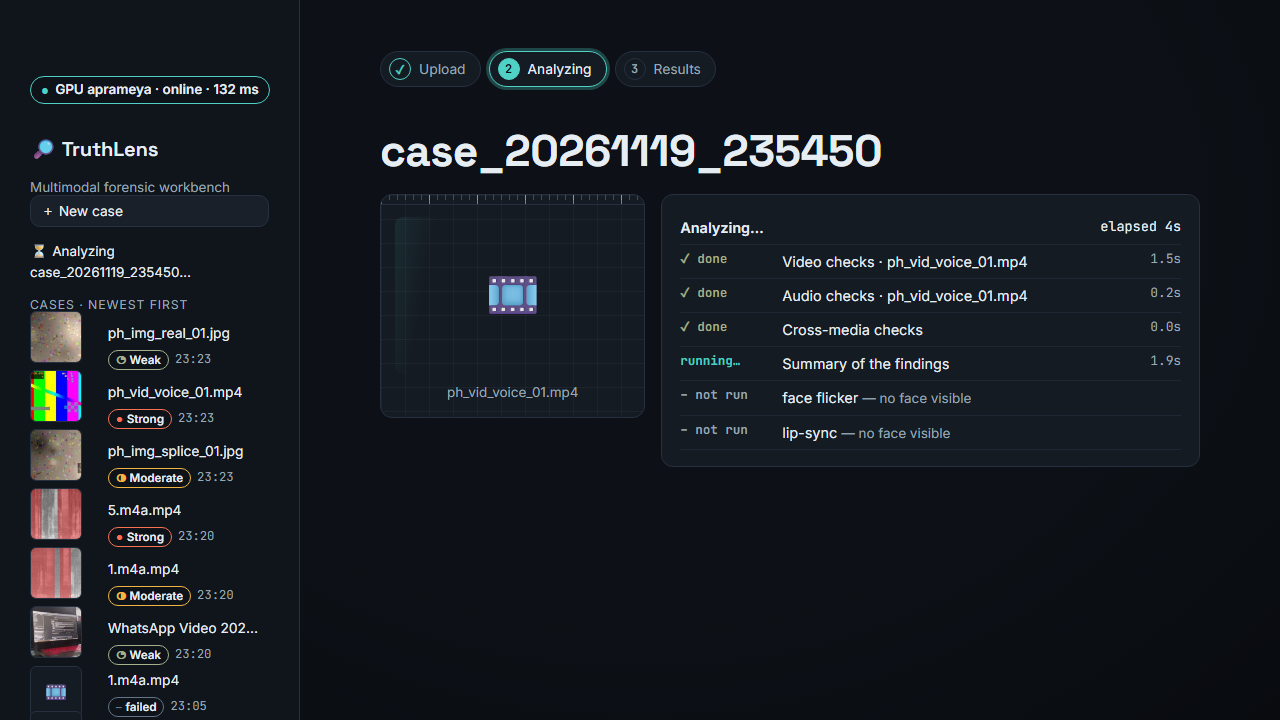 GPU aprameya · online · 132 ms
TruthLens
Multimodal forensic workbench
+ New case
Analyzing
case_20261119_235450...
CASES · NEWEST FIRST
ph_img_real_01.jpg
Weak 23:23
ph_vid_voice_01.mp4
Strong 23:23
ph_img_splice_01.jpg
Moderate 23:23
5.m4a.mp4
Strong 23:20
1.m4a.mp4
Moderate 23:20
WhatsApp Video 202...
Weak 23:20
1.m4a.mp4
– failed 23:05
✓ Upload
2 Analyzing
3 Results
case_20261119_235450
ph_vid_voice_01.mp4
Analyzing... elapsed 4s
✓ done Video checks · ph_vid_voice_01.mp4 1.5s
✓ done Audio checks · ph_vid_voice_01.mp4 0.2s
✓ done Cross-media checks 0.0s
running… Summary of the findings 1.9s
– not run face flicker — no face visible
– not run lip-sync — no face visible